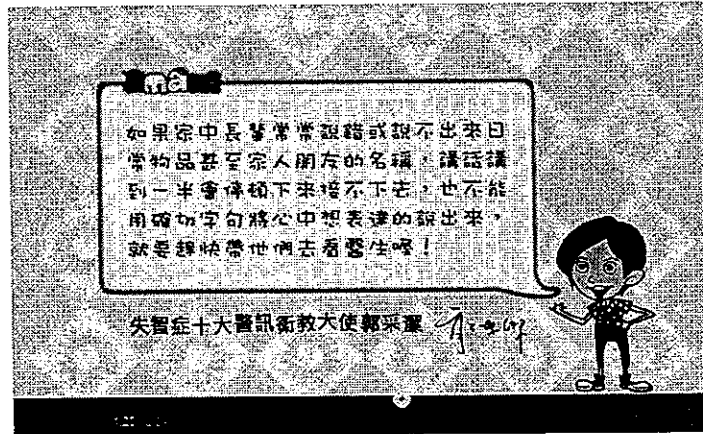 ma
如果家中長輩常常說錯或說不出來日
常物品甚至家人朋友的名稱，講話講
到一半會停頓下來接不下去，也不能
用確切字句將心中想表達的說出來，
就要趕快帶他們去看醫生喔！
失智症十大警訊衛教大使郭采潔